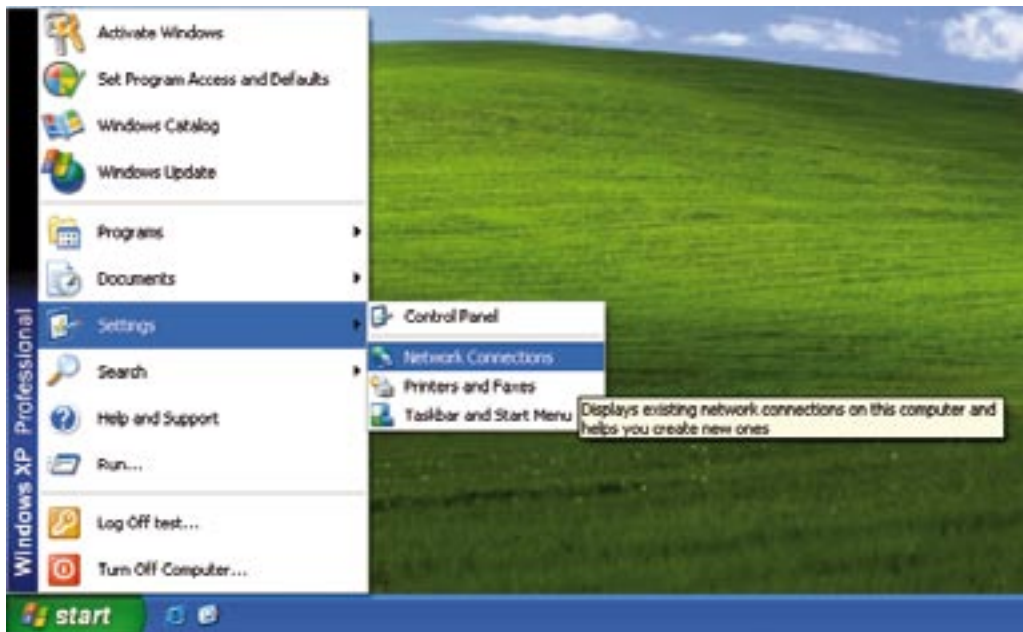 Activate Windows
Set Program Access and Defaults
Windows Catalog
Windows Update
Programs
Documents
Settings
Search
Help and Support
Run...
Log Off test...
Turn Off Computer...
Windows XP Professional
Control Panel
Network Connections
Printers and Faxes
Taskbar and Start Menu
Displays existing network connections on this computer and
helps you create new ones
start